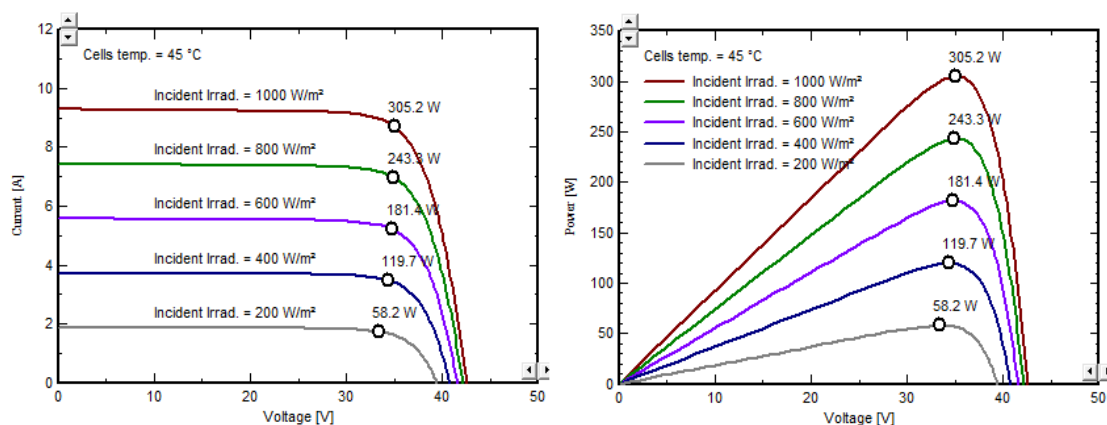 12
10
8
6
4
2
0
Current [A]
Cells temp. = 45 °C
Incident Irrad. = 1000 W/m²
305.2 W
Incident Irrad. = 800 W/m²
243.3 W
Incident Irrad. = 600 W/m²
181.4 W
Incident Irrad. = 400 W/m²
119.7 W
Incident Irrad. = 200 W/m²
58.2 W
0 10 20 30 40 50
Voltage [V]
350
300
250
200
150
100
50
0
Power [W]
Cells temp. = 45 °C
Incident Irrad. = 1000 W/m²
Incident Irrad. = 800 W/m²
Incident Irrad. = 600 W/m²
Incident Irrad. = 400 W/m²
Incident Irrad. = 200 W/m²
305.2 W
243.3 W
181.4 W
119.7 W
58.2 W
0 10 20 30 40 50
Voltage [V]